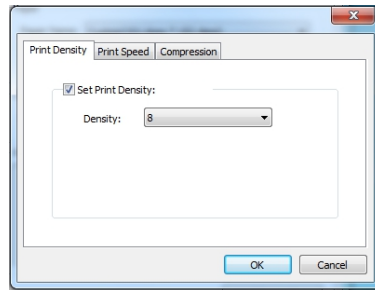 Print Density Print Speed Compression
Set Print Density:
Density: 8
OK Cancel